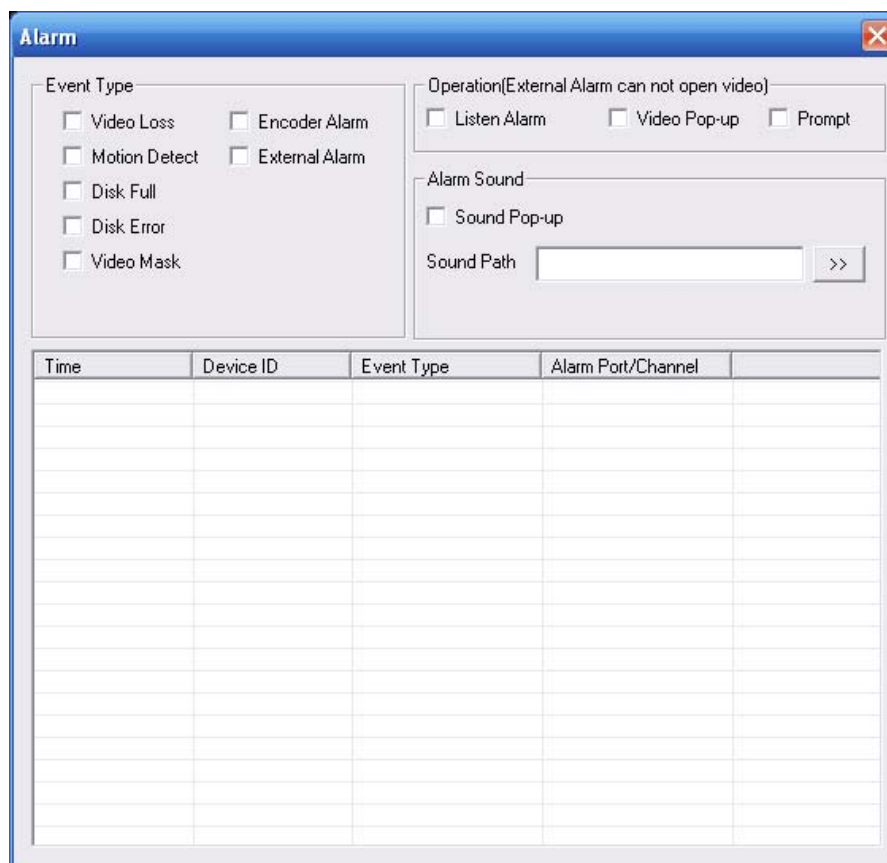 Alarm
Event Type
Video Loss Encoder Alarm
Motion Detect External Alarm
Disk Full
Disk Error
Video Mask
Operation(External Alarm can not open video)
Listen Alarm Video Pop-up Prompt
Alarm Sound
Sound Pop-up
Sound Path >>
Time Device ID Event Type Alarm Port/Channel